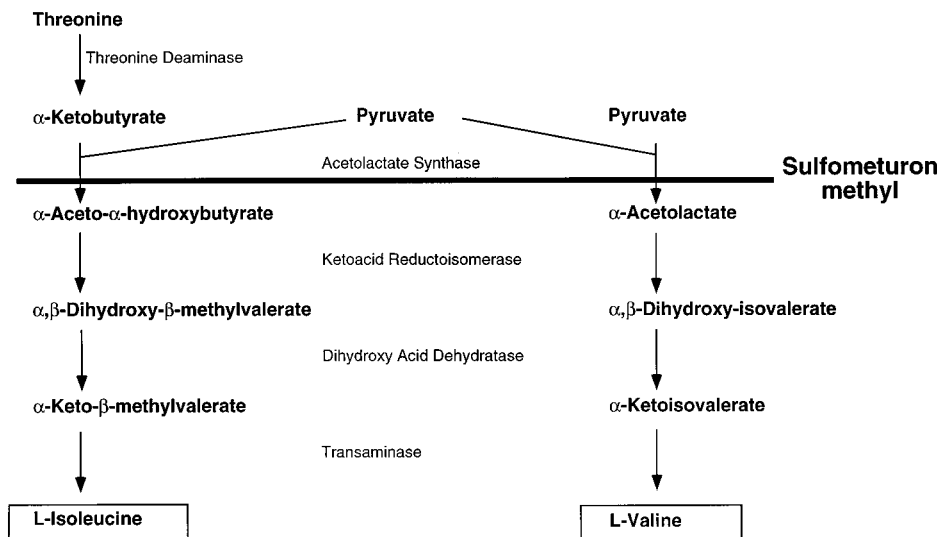 Threonine
Threonine Deaminase
α-Ketobutyrate
Pyruvate
Pyruvate
Acetolactate Synthase
Sulfometuron
methyl
α-Aceto-α-hydroxybutyrate
α-Acetolactate
Ketoacid Reductoisomerase
α,β-Dihydroxy-β-methylvalerate
α,β-Dihydroxy-isovalerate
Dihydroxy Acid Dehydratase
α-Keto-β-methylvalerate
α-Ketoisovalerate
Transaminase
L-Isoleucine
L-Valine